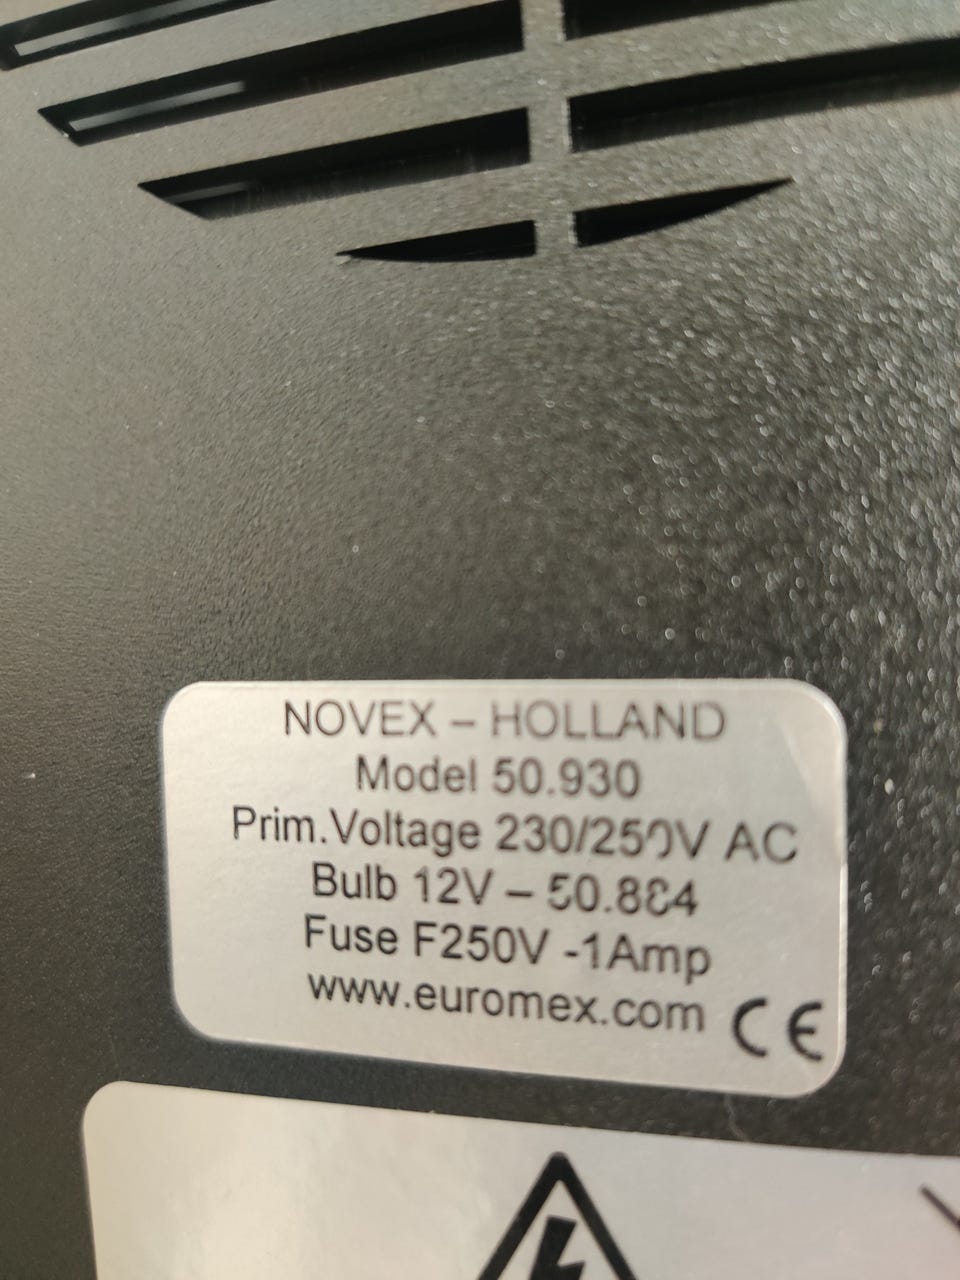 NOVEX – HOLLAND
Model 50.930
Prim.Voltage 230/250V AC
Bulb 12V – 50.884
Fuse F250V -1Amp
www.euromex.com CE